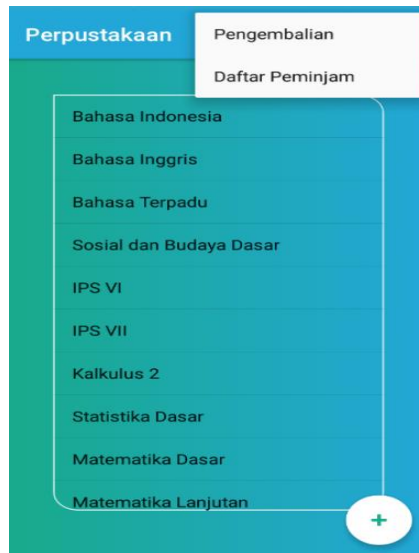 Perpustakaan
Pengembalian
Daftar Peminjam
Bahasa Indonesia
Bahasa Inggris
Bahasa Terpadu
Sosial dan Budaya Dasar
IPS VI
IPS VII
Kalkulus 2
Statistika Dasar
Matematika Dasar
Matematika Lanjutan
+